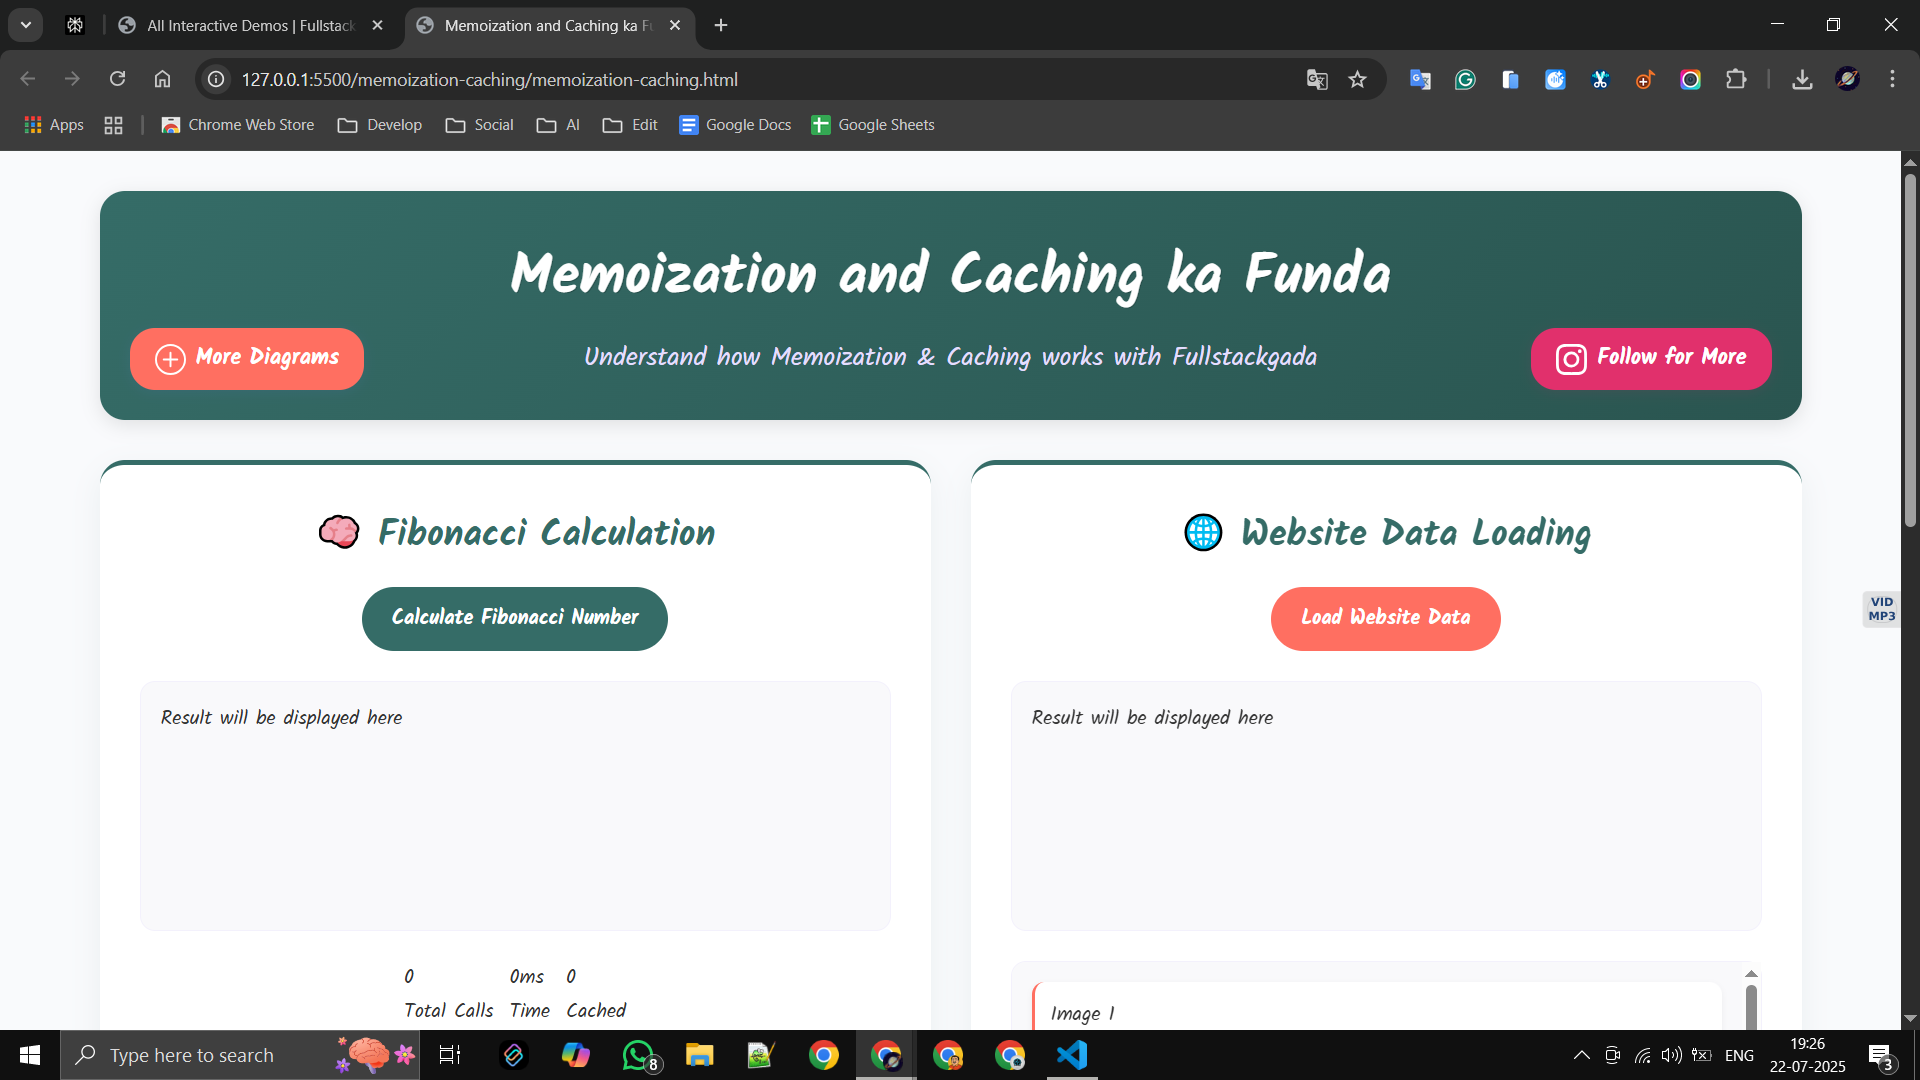 All Interactive Demos | Fullstack
Memoization and Caching ka Fu
127.0.0.1:5500/memoization-caching/memoization-caching.html
Apps
Chrome Web Store
Develop
Social
AI
Edit
Google Docs
Google Sheets
Memoization and Caching ka Funda
More Diagrams
Understand how Memoization & Caching works with Fullstackgada
Follow for More
🧠 Fibonacci Calculation
Calculate Fibonacci Number
Result will be displayed here
0 0ms 0
Total Calls Time Cached
🌐 Website Data Loading
Load Website Data
Result will be displayed here
Image 1
VID
MP3
Type here to search
8
ENG
19:26
22-07-2025
3